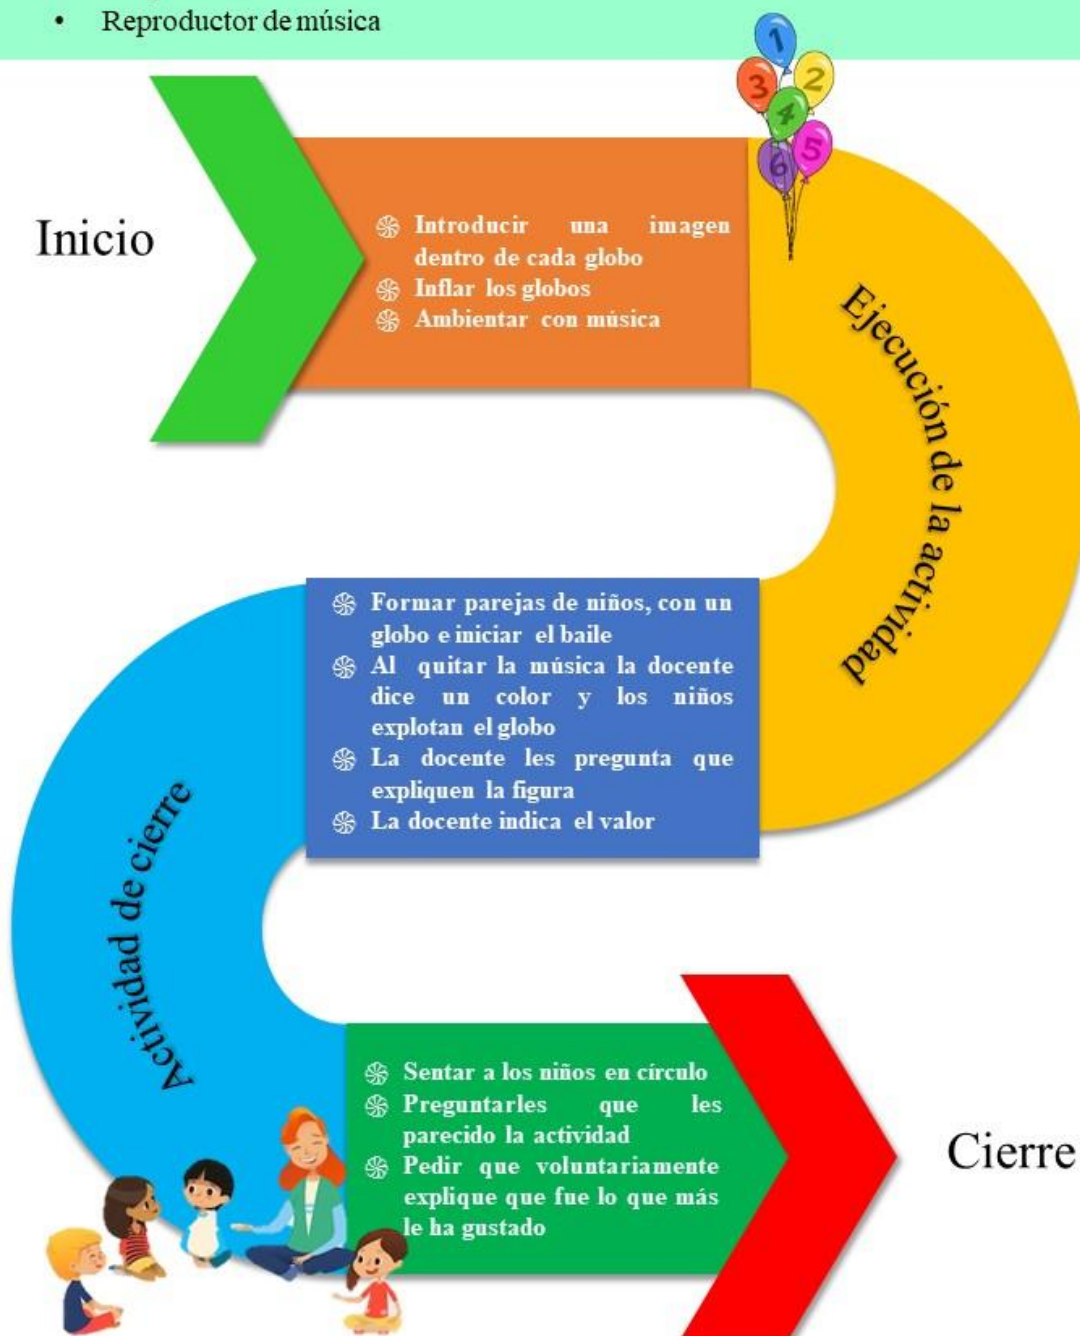 • Reproductor de música
1
3
2
4
5
6
Inicio
Introducir una imagen
dentro de cada globo
Inflar los globos
Ambientar con música
Ejecución de la actividad
Formar parejas de niños, con un
globo e iniciar el baile
Al quitar la música la docente
dice un color y los niños
explotan el globo
La docente les pregunta que
expliquen la figura
La docente indica el valor
Actividad de cierre
Sentar a los niños en círculo
Preguntarles que les
parecido la actividad
Pedir que voluntariamente
explique que fue lo que más
le ha gustado
Cierre